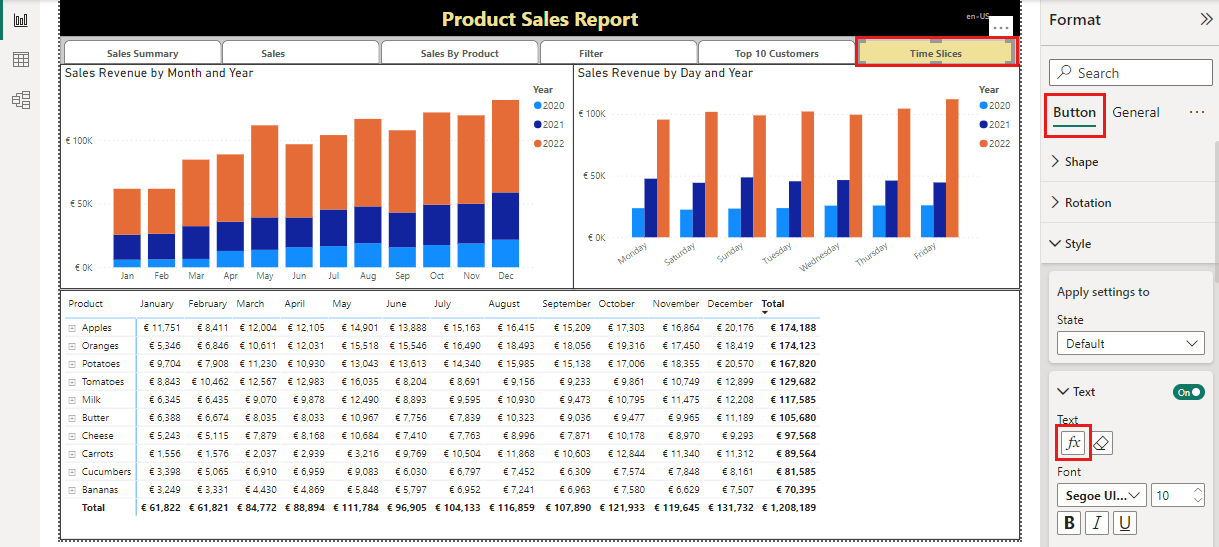 Product Sales Report
en-US
Sales Summary Sales Sales By Product Filter Top 10 Customers Time Slices
Sales Revenue by Month and Year
Year
2020
2021
2022
€ 100K
€ 50K
€ 0K
Jan Feb Mar Apr May Jun Jul Aug Sep Oct Nov Dec
Sales Revenue by Day and Year
Year
2020
2021
2022
€ 100K
€ 50K
€ 0K
Monday Saturday Sunday Tuesday Wednesday Thursday Friday
Product January February March April May June July August September October November December Total
Apples € 11,751 € 8,411 € 12,004 € 12,105 € 14,901 € 13,888 € 15,163 € 16,415 € 15,209 € 17,303 € 16,864 € 20,176 € 174,188
Oranges € 5,346 € 6,846 € 10,611 € 12,031 € 15,518 € 15,546 € 16,490 € 18,493 € 18,056 € 19,316 € 17,450 € 18,419 € 174,123
Potatoes € 9,704 € 7,908 € 11,230 € 10,930 € 13,043 € 13,613 € 14,340 € 15,985 € 15,138 € 17,006 € 18,355 € 20,570 € 167,820
Tomatoes € 8,843 € 10,462 € 12,567 € 12,983 € 16,035 € 8,204 € 8,691 € 9,156 € 9,233 € 9,861 € 10,749 € 12,899 € 129,682
Milk € 6,345 € 6,435 € 9,070 € 9,878 € 12,490 € 8,893 € 9,595 € 10,930 € 9,473 € 10,795 € 11,475 € 12,208 € 117,585
Butter € 6,388 € 6,674 € 8,035 € 8,033 € 10,967 € 7,756 € 7,839 € 10,323 € 9,036 € 9,477 € 9,965 € 11,189 € 105,680
Cheese € 5,243 € 5,115 € 7,879 € 8,168 € 10,684 € 7,410 € 7,763 € 8,996 € 7,871 € 10,178 € 8,970 € 9,293 € 97,568
Carrots € 1,556 € 1,576 € 2,037 € 2,939 € 3,216 € 9,769 € 10,504 € 11,868 € 10,603 € 12,844 € 11,340 € 11,312 € 89,564
Cucumbers € 3,398 € 5,065 € 6,910 € 6,959 € 9,083 € 6,030 € 6,797 € 7,452 € 6,309 € 7,574 € 7,848 € 8,161 € 81,585
Bananas € 3,249 € 3,331 € 4,430 € 4,869 € 5,848 € 5,797 € 6,952 € 7,241 € 6,963 € 7,580 € 6,629 € 7,507 € 70,395
Total € 61,822 € 61,821 € 84,772 € 88,894 € 111,784 € 96,905 € 104,133 € 116,859 € 107,890 € 121,933 € 119,645 € 131,732 € 1,208,189
Format
Search
Button General
Shape
Rotation
Style
Apply settings to
State
Default
Text On
Text
fx
Font
Segoe UI... 10
B I U